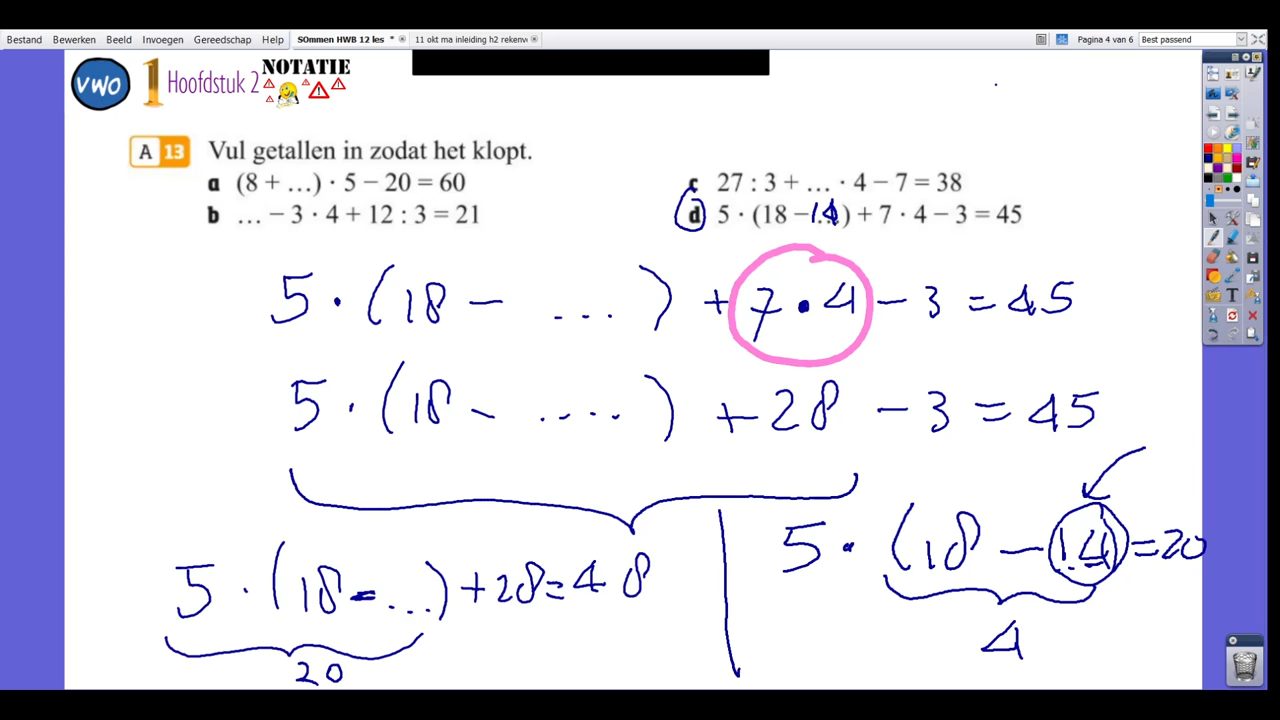 Bestand Bewerken Beeld Invoegen Gereedschap Help SOmmen HWB 12 les * 11 okt ma inleiding h2 rekenv Pagina 4 van 6 Best passend
vwo 1 Hoofdstuk 2 NOTATIE
A 13 Vul getallen in zodat het klopt.
a (8 + …) · 5 − 20 = 60
b … − 3 · 4 + 12 : 3 = 21
c 27 : 3 + … · 4 − 7 = 38
d 5 · (18 − 14) + 7 · 4 − 3 = 45
5 · (18 − ...) + 7 · 4 − 3 = 45
5 · (18 − ....) + 28 − 3 = 45
5 · (18 − ...) + 28 = 48
20
5 · (18 − 14) = 20
4